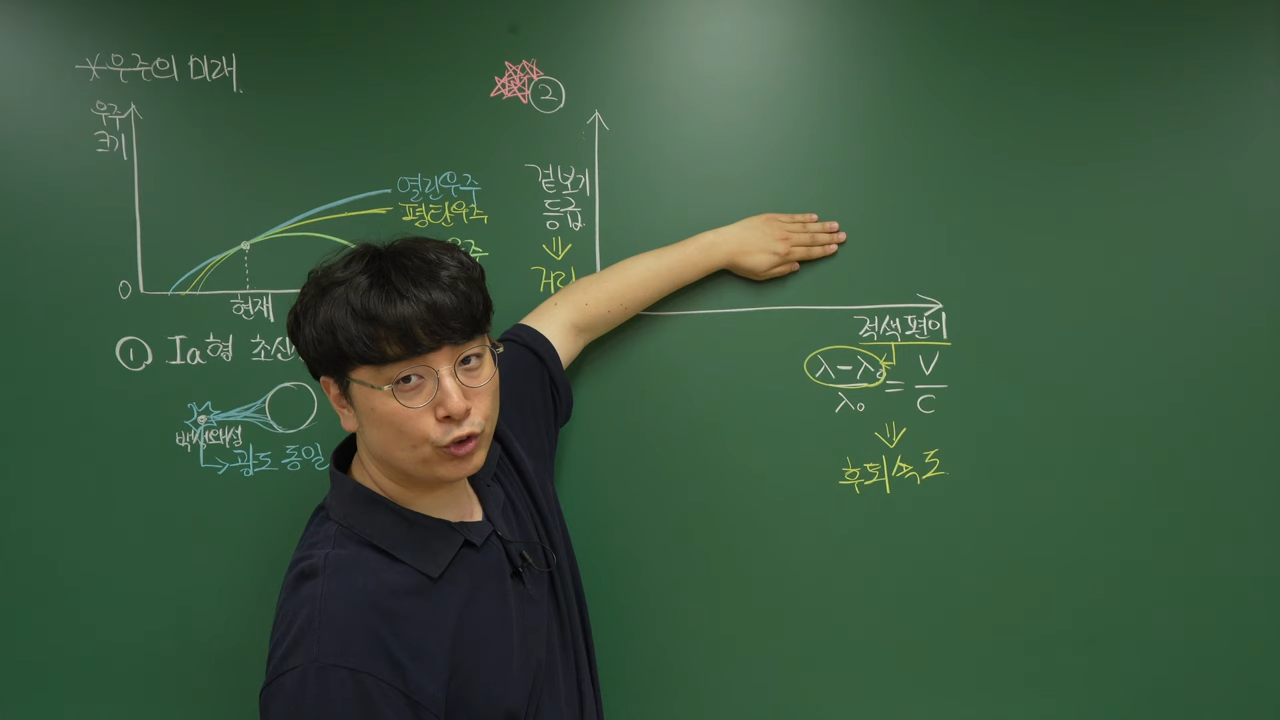 *우주의 미래.
우주
크기
열린우주
평탄우주
우주
0
현재
① Ia형 초신
백색왜성
광도 동일
②
겉보기
등급
⇓
거리
적색편이
λ-λ₀/λ₀ = V/C
⇓
후퇴속도